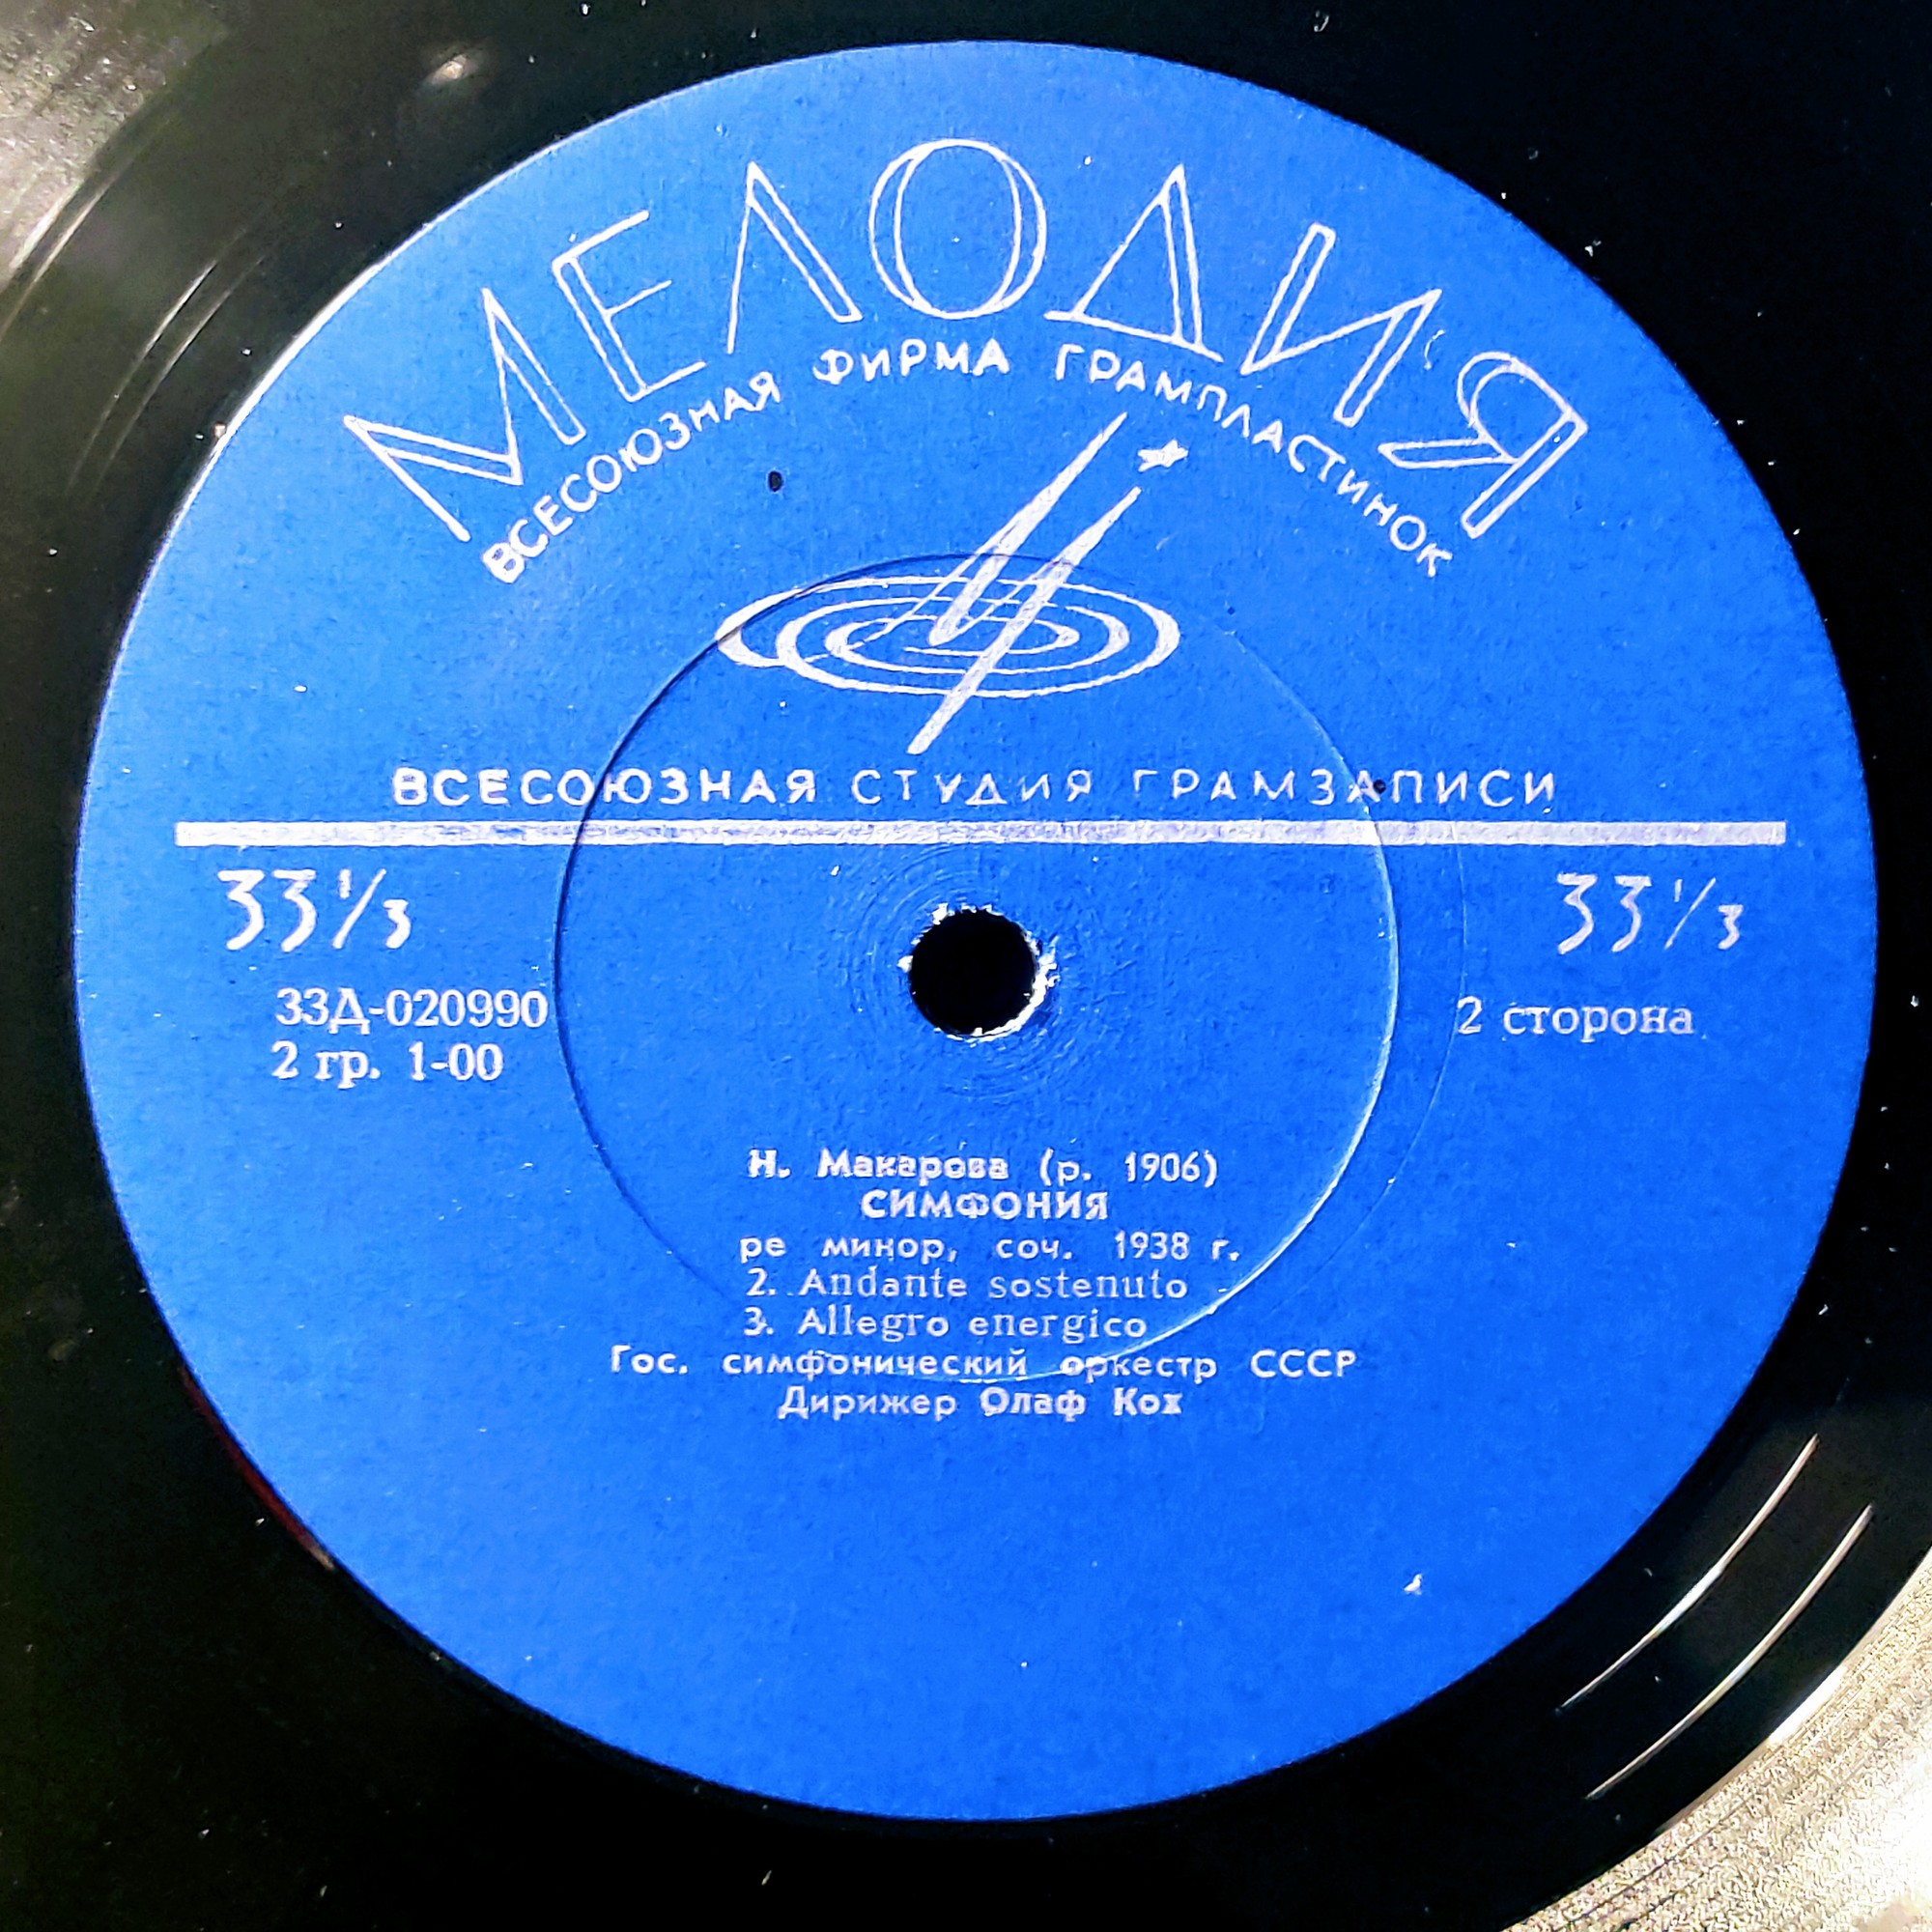 МЕЛОДИЯ
ВСЕСОЮЗНАЯ ФИРМА ГРАМПЛАСТИНОК
ВСЕСОЮЗНАЯ СТУДИЯ ГРАМЗАПИСИ
33⅓ 33⅓
33Д-020990 2 сторона
2 гр. 1-00
Н. Макарова (р. 1906)
СИМФОНИЯ
ре минор, соч. 1938 г.
2. Andante sostenuto
3. Allegro energico
Гос. симфонический оркестр СССР
Дирижер Олаф Кох